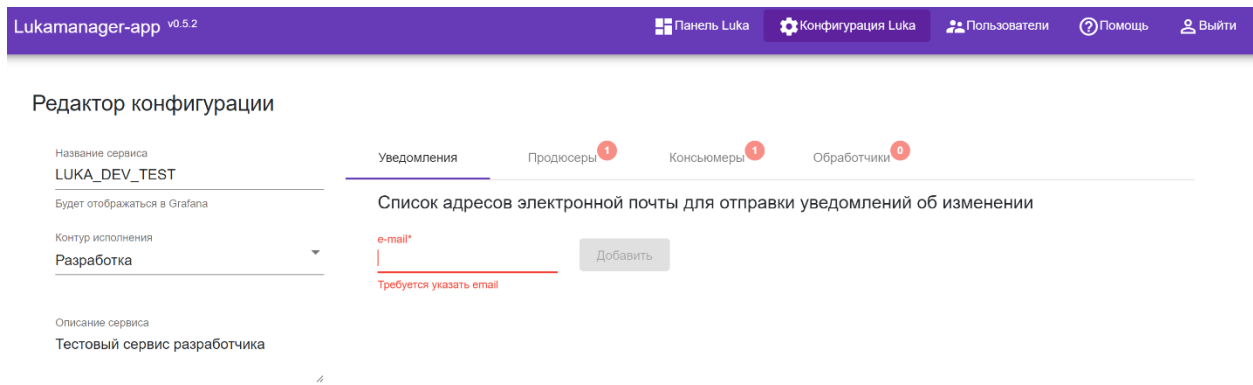 Lukamanager-app v0.5.2
Панель Luka
Конфигурация Luka
Пользователи
Помощь
Выйти
Редактор конфигурации
Название сервиса
LUKA_DEV_TEST
Будет отображаться в Grafana
Контур исполнения
Разработка
Описание сервиса
Тестовый сервис разработчика
Уведомления
Продюсеры 1
Консьюмеры 1
Обработчики 0
Список адресов электронной почты для отправки уведомлений об изменении
e-mail*
Добавить
Требуется указать email